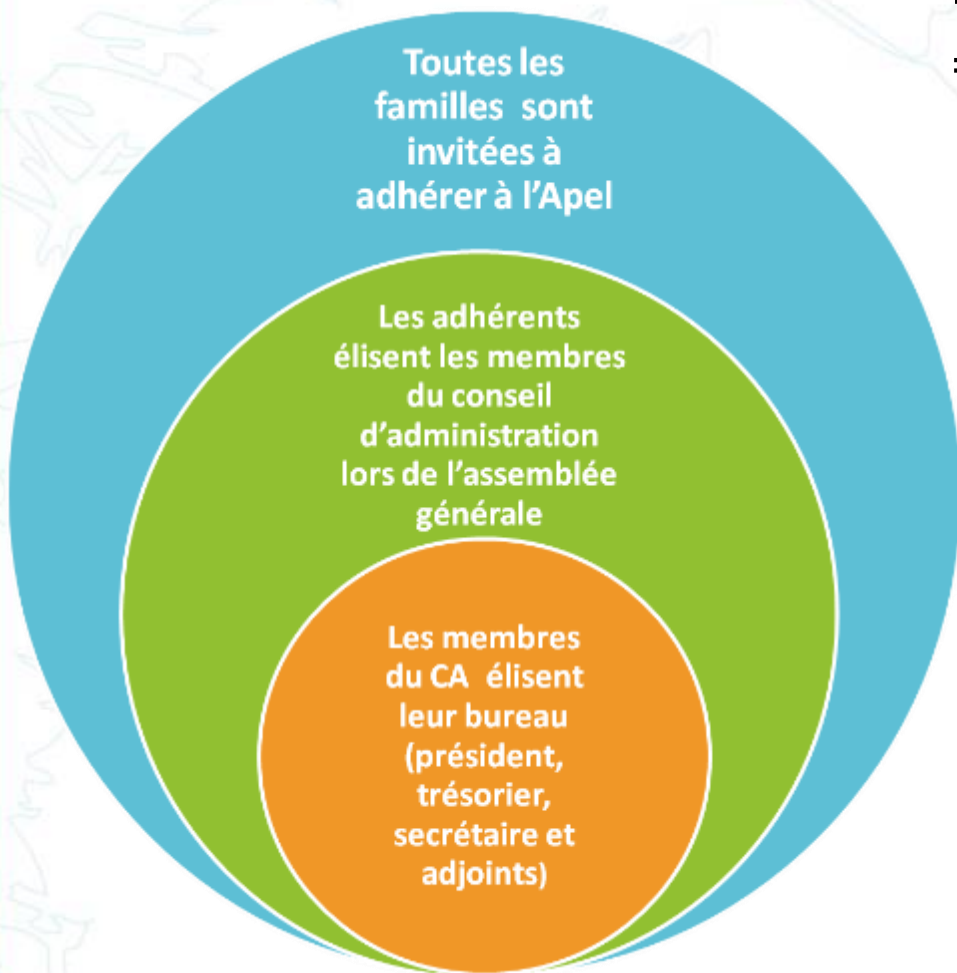 Toutes les
familles sont
invitées à
adhérer à l'Apel
Les adhérents
élisent les membres
du conseil
d'administration
lors de l'assemblée
générale
Les membres
du CA élisent
leur bureau
(président,
trésorier,
secrétaire et
adjoints)